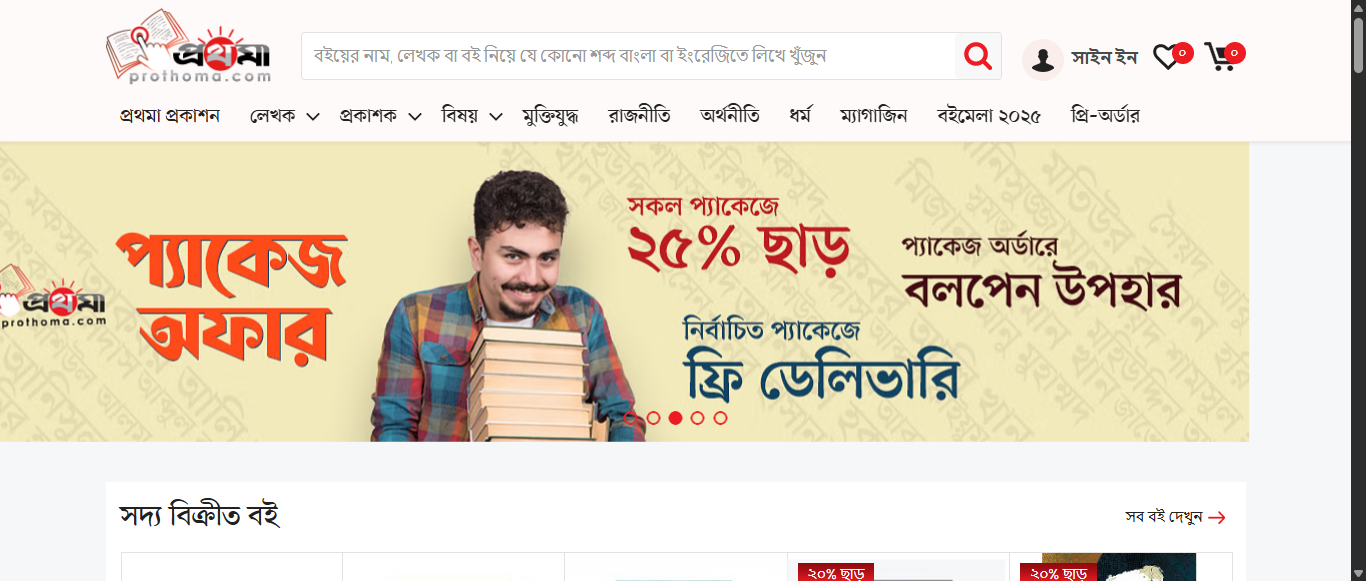 প্রথমা
prothoma.com
বইয়ের নাম, লেখক বা বই নিয়ে যে কোনো শব্দ বাংলা বা ইংরেজিতে লিখে খুঁজুন
সাইন ইন
০
০
প্রথমা প্রকাশন লেখক প্রকাশক বিষয় মুক্তিযুদ্ধ রাজনীতি অর্থনীতি ধর্ম ম্যাগাজিন বইমেলা ২০২৫ প্রি-অর্ডার
প্যাকেজ
অফার
সকল প্যাকেজে
২৫% ছাড়
প্যাকেজ অর্ডারে
বলপেন উপহার
নির্বাচিত প্যাকেজে
ফ্রি ডেলিভারি
প্রথমা
prothoma.com
সদ্য বিক্রীত বই
সব বই দেখুন
২০% ছাড়
২০% ছাড়